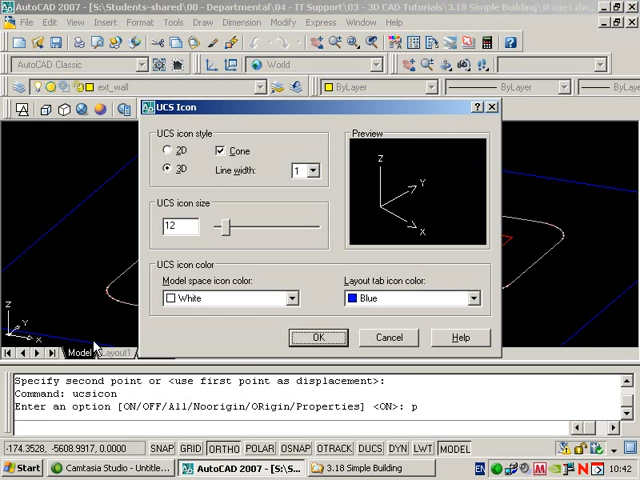 AutoCAD 2007 - [S:\Students-shared\00 - Departmental\04 - IT Support\03 - 3D CAD Tutorials\3.18 Simple Building\stage1.dw...
File Edit View Insert Format Tools Draw Dimension Modify Express Window Help
AutoCAD Classic World
ext_wall ByLayer ByLayer
UCS Icon
UCS icon style
2D Cone
3D Line width: 1
Preview
Z
Y
X
UCS icon size
12
UCS icon color
Model space icon color: Layout tab icon color:
White Blue
OK Cancel Help
Z
Y
X
Model Layout1
Specify second point or <use first point as displacement>:
Command: ucsicon
Enter an option [ON/OFF/All/Noorigin/ORigin/Properties] <ON>: p
-174.3528, -5608.9917, 0.0000 SNAP GRID ORTHO POLAR OSNAP OTRACK DUCS DYN LWT MODEL
Start Camtasia Studio - Untitle... AutoCAD 2007 - [S:\S... 3.18 Simple Building EN 10:42